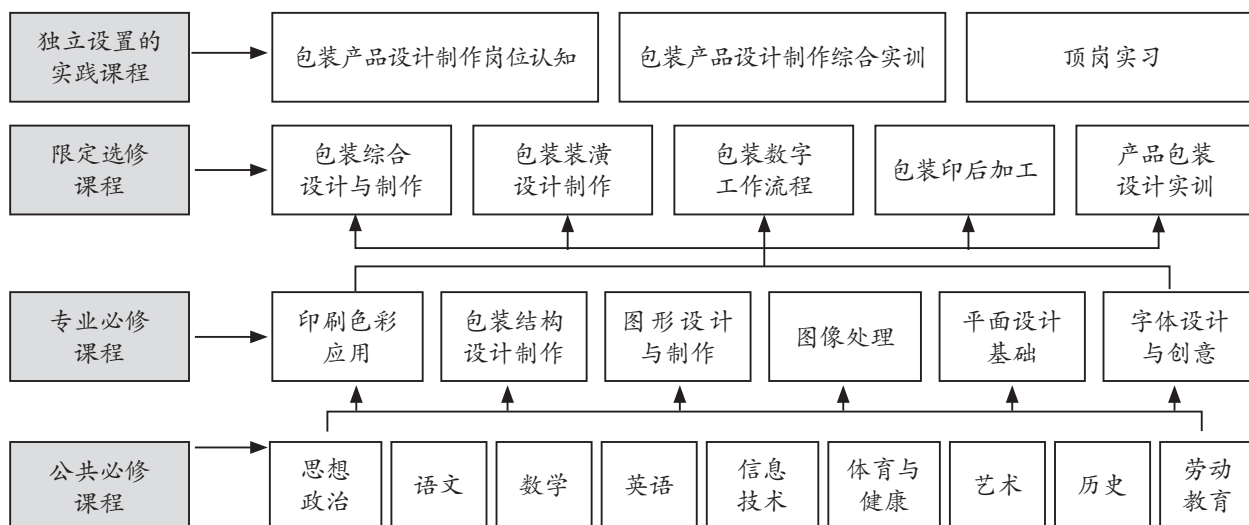 独立设置的
实践课程
包装产品设计制作岗位认知
包装产品设计制作综合实训
顶岗实习
限定选修
课程
包装综合
设计与制作
包装装潢
设计制作
包装数字
工作流程
包装印后加工
产品包装
设计实训
专业必修
课程
印刷色彩
应用
包装结构
设计制作
图形设计
与制作
图像处理
平面设计
基础
字体设计
与创意
公共必修
课程
思想
政治
语文
数学
英语
信息
技术
体育与
健康
艺术
历史
劳动
教育